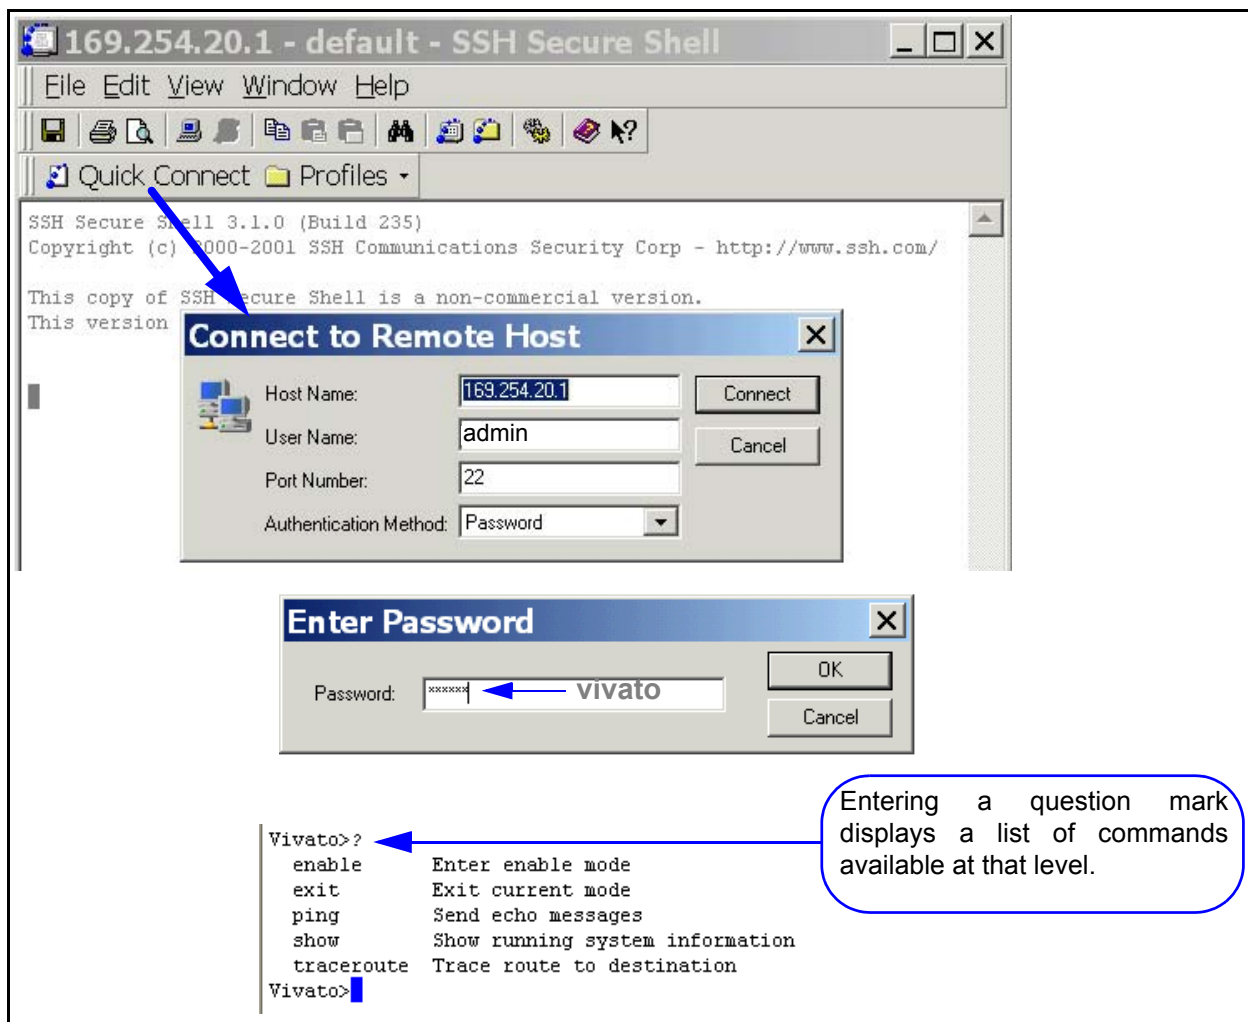 169.254.20.1 - default - SSH Secure Shell
File Edit View Window Help
Quick Connect Profiles
SSH Secure Shell 3.1.0 (Build 235)
Copyright (c) 2000-2001 SSH Communications Security Corp - http://www.ssh.com/
This copy of SSH Secure Shell is a non-commercial version.
This version
Connect to Remote Host
Host Name: 169.254.20.1 Connect
User Name: admin Cancel
Port Number: 22
Authentication Method: Password
Enter Password
Password: ****** vivato OK
Cancel
Entering a question mark
displays a list of commands
available at that level.
Vivato>?
enable Enter enable mode
exit Exit current mode
ping Send echo messages
show Show running system information
traceroute Trace route to destination
Vivato>